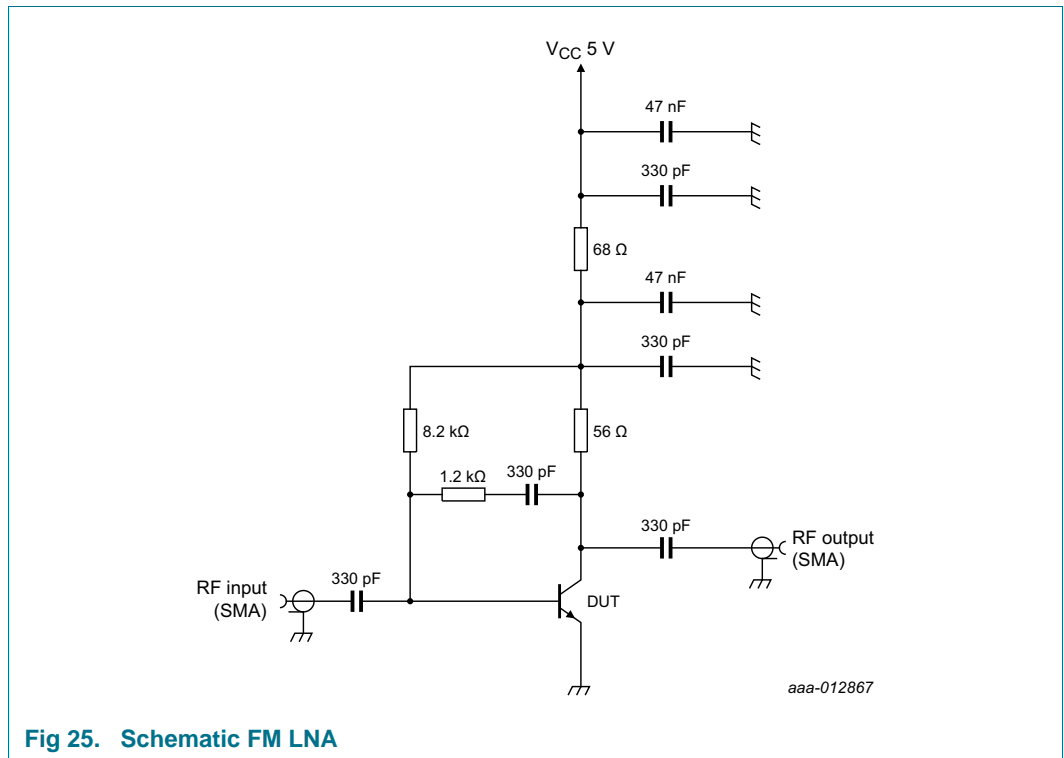 V_CC 5 V
47 nF
330 pF
68 Ω
47 nF
330 pF
8.2 kΩ
56 Ω
1.2 kΩ
330 pF
330 pF
RF output
(SMA)
330 pF
RF input
(SMA)
DUT
aaa-012867
Fig 25. Schematic FM LNA